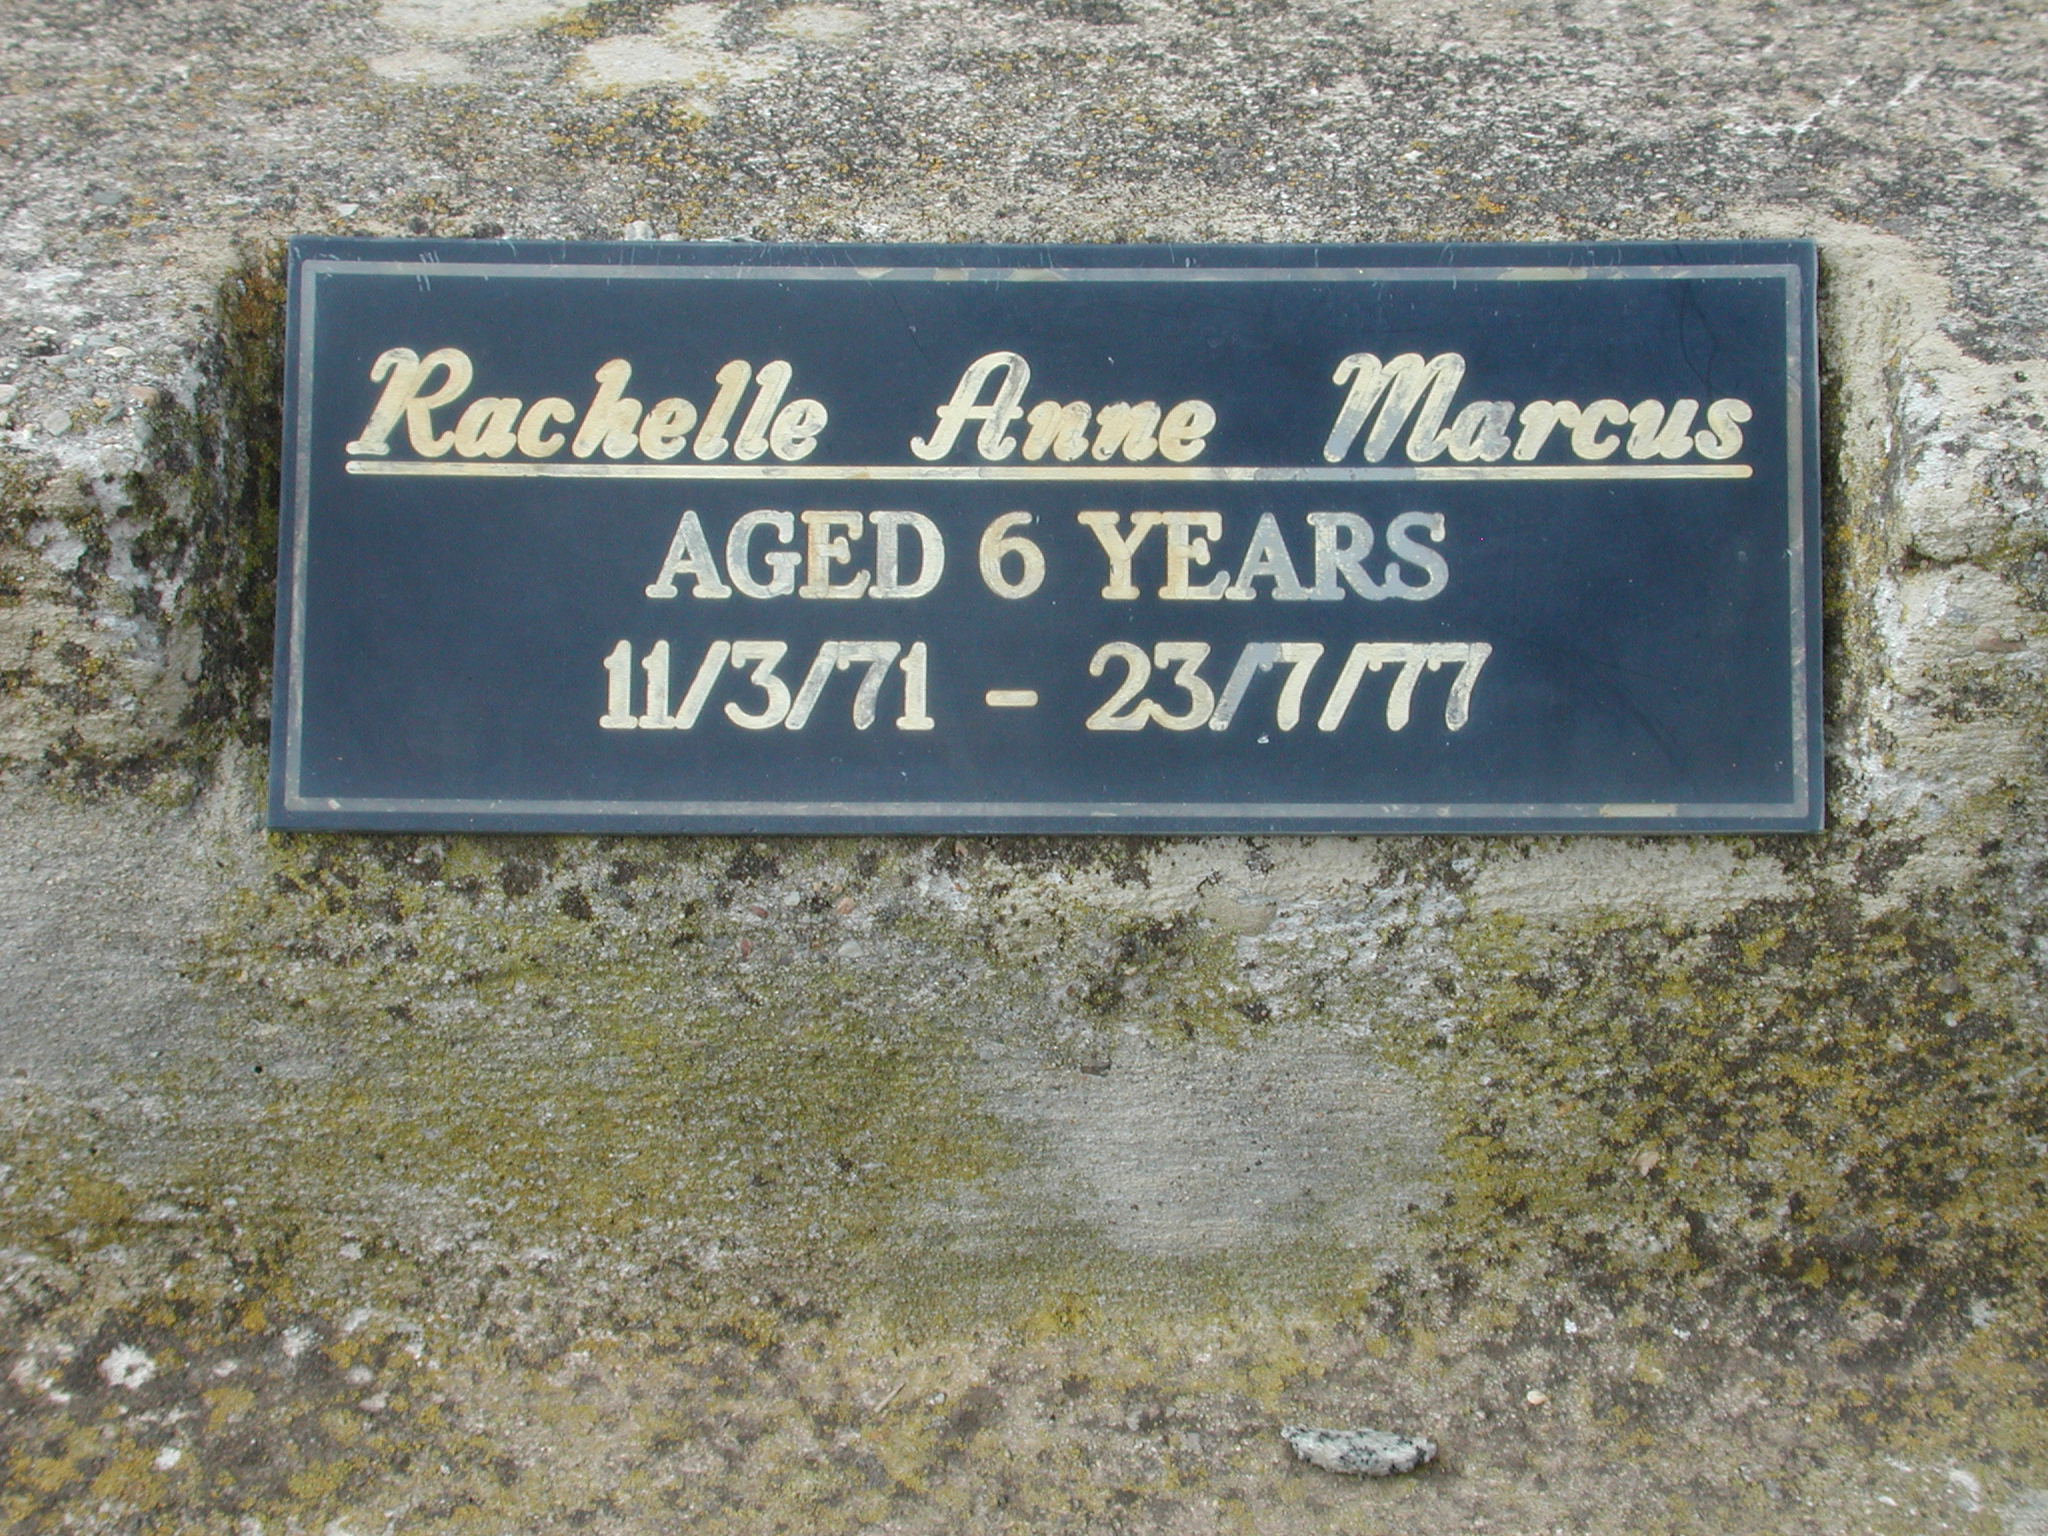 Rachelle Anne Marcus
AGED 6 YEARS
11/3/71 - 23/7/77